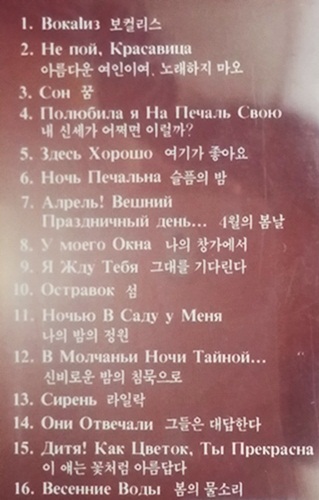 1. Вокаlиз 보컬리스
2. Не пой, Красавица
아름다운 여인이여, 노래하지 마오
3. Сон 꿈
4. Полюбила я На Печаль Свою
내 신세가 어쩌면 이럴까?
5. Здесь Хорошо 여기가 좋아요
6. Ночь Печальна 슬픔의 밤
7. Алрель! Вешний
Праздничный день... 4월의 봄날
8. У моего Окна 나의 창가에서
9. Я Жду Тебя 그대를 기다린다
10. Остравок 섬
11. Ночью В Саду у Меня
나의 밤의 정원
12. В Молчаньи Ночи Тайной...
신비로운 밤의 침묵으로
13. Сирень 라일락
14. Они Отвечали 그들은 대답한다
15. Дитя! Как Цветок, Ты Прекрасна
이 애는 꽃처럼 아름답다
16. Весенние Воды 봄의 물소리